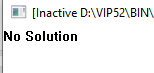 [Inactive D:\VIP52\BIN\
No Solution